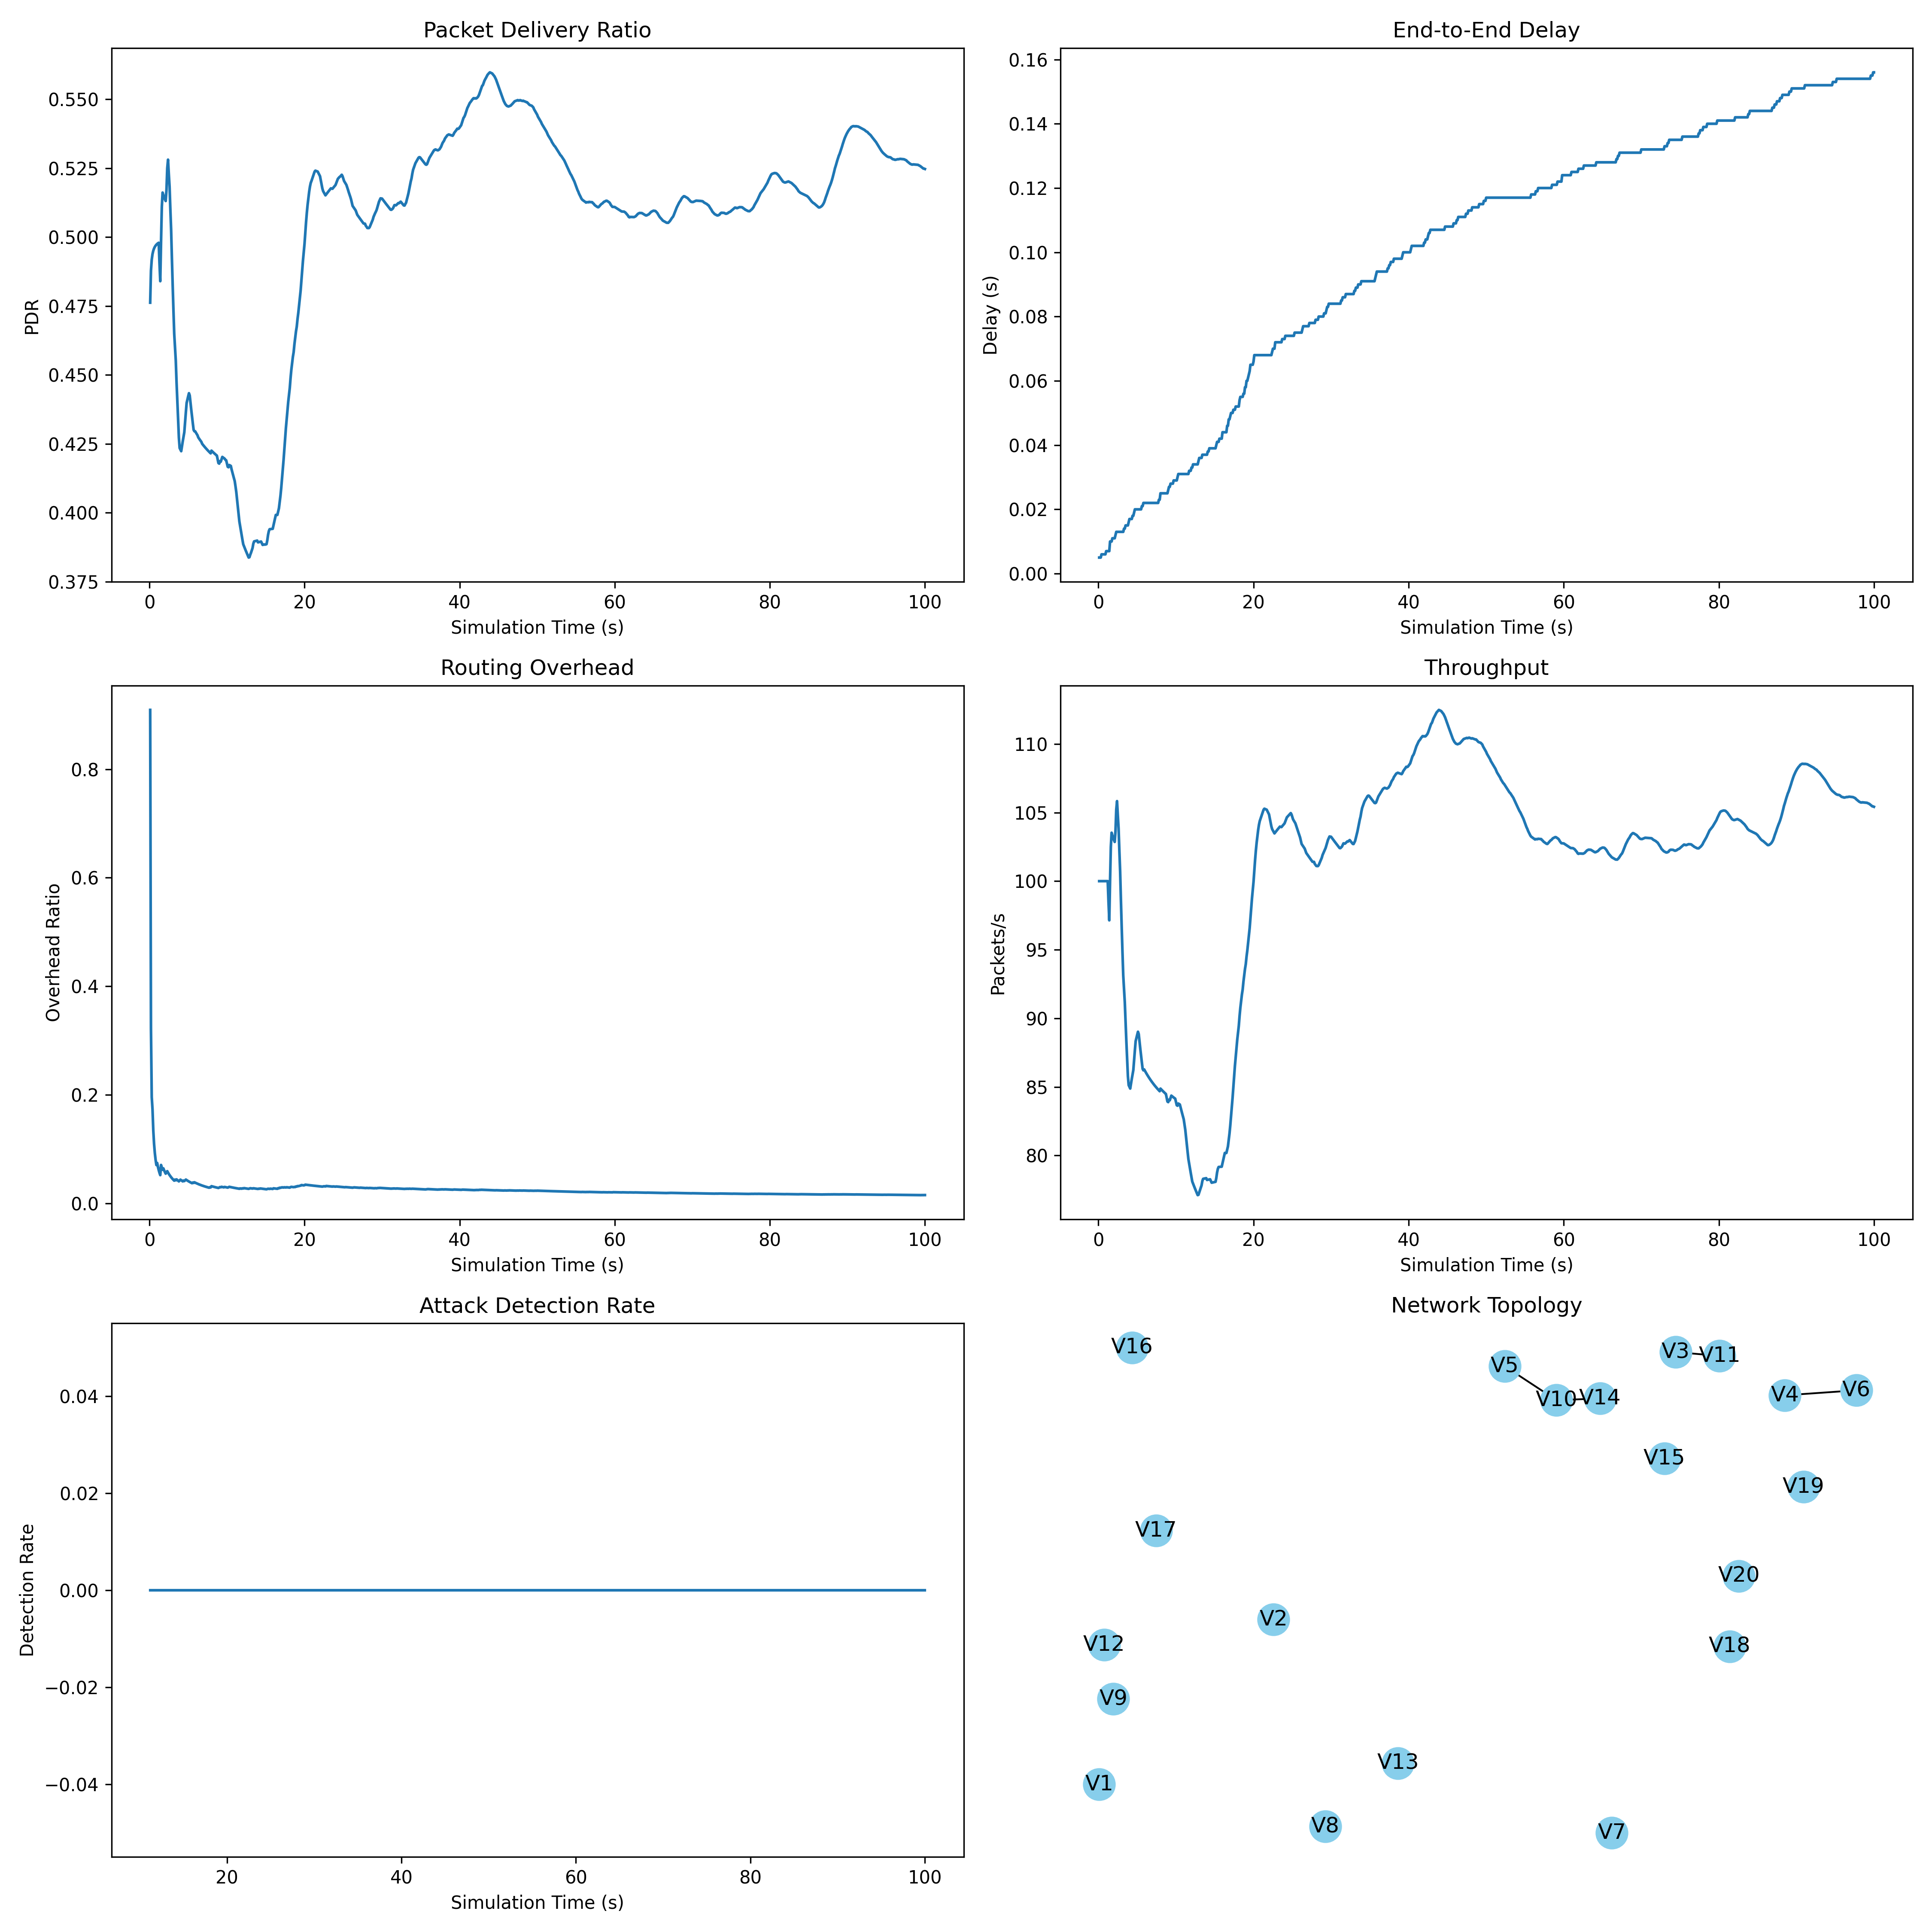 Packet Delivery Ratio
PDR
0.550
0.525
0.500
0.475
0.450
0.425
0.400
0.375
0 20 40 60 80 100
Simulation Time (s)
End-to-End Delay
Delay (s)
0.16
0.14
0.12
0.10
0.08
0.06
0.04
0.02
0.00
0 20 40 60 80 100
Simulation Time (s)
Routing Overhead
Overhead Ratio
0.8
0.6
0.4
0.2
0.0
0 20 40 60 80 100
Simulation Time (s)
Throughput
Packets/s
110
105
100
95
90
85
80
0 20 40 60 80 100
Simulation Time (s)
Attack Detection Rate
Detection Rate
0.04
0.02
0.00
−0.02
−0.04
20 40 60 80 100
Simulation Time (s)
Network Topology
V16
V3
V11
V5
V10
V14
V4
V6
V15
V19
V17
V20
V2
V12
V18
V9
V13
V1
V8
V7